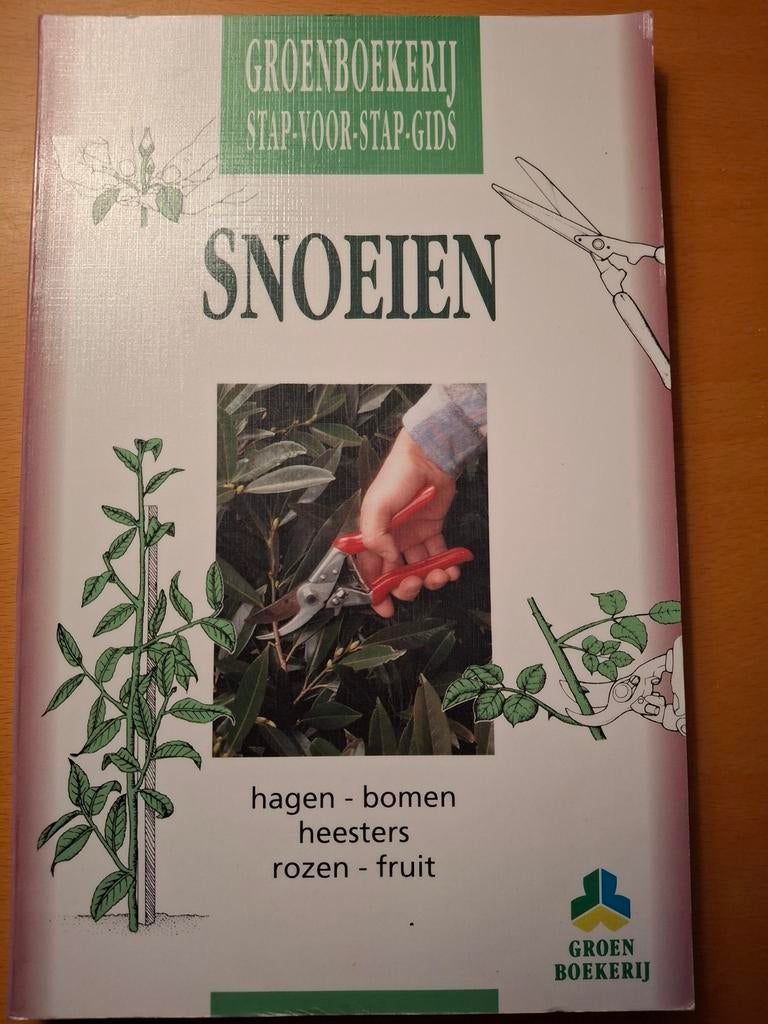 GROENBOEKERIJ
STAP-VOOR-STAP-GIDS
SNOEIEN
hagen - bomen
heesters
rozen - fruit
GROEN
BOEKERIJ